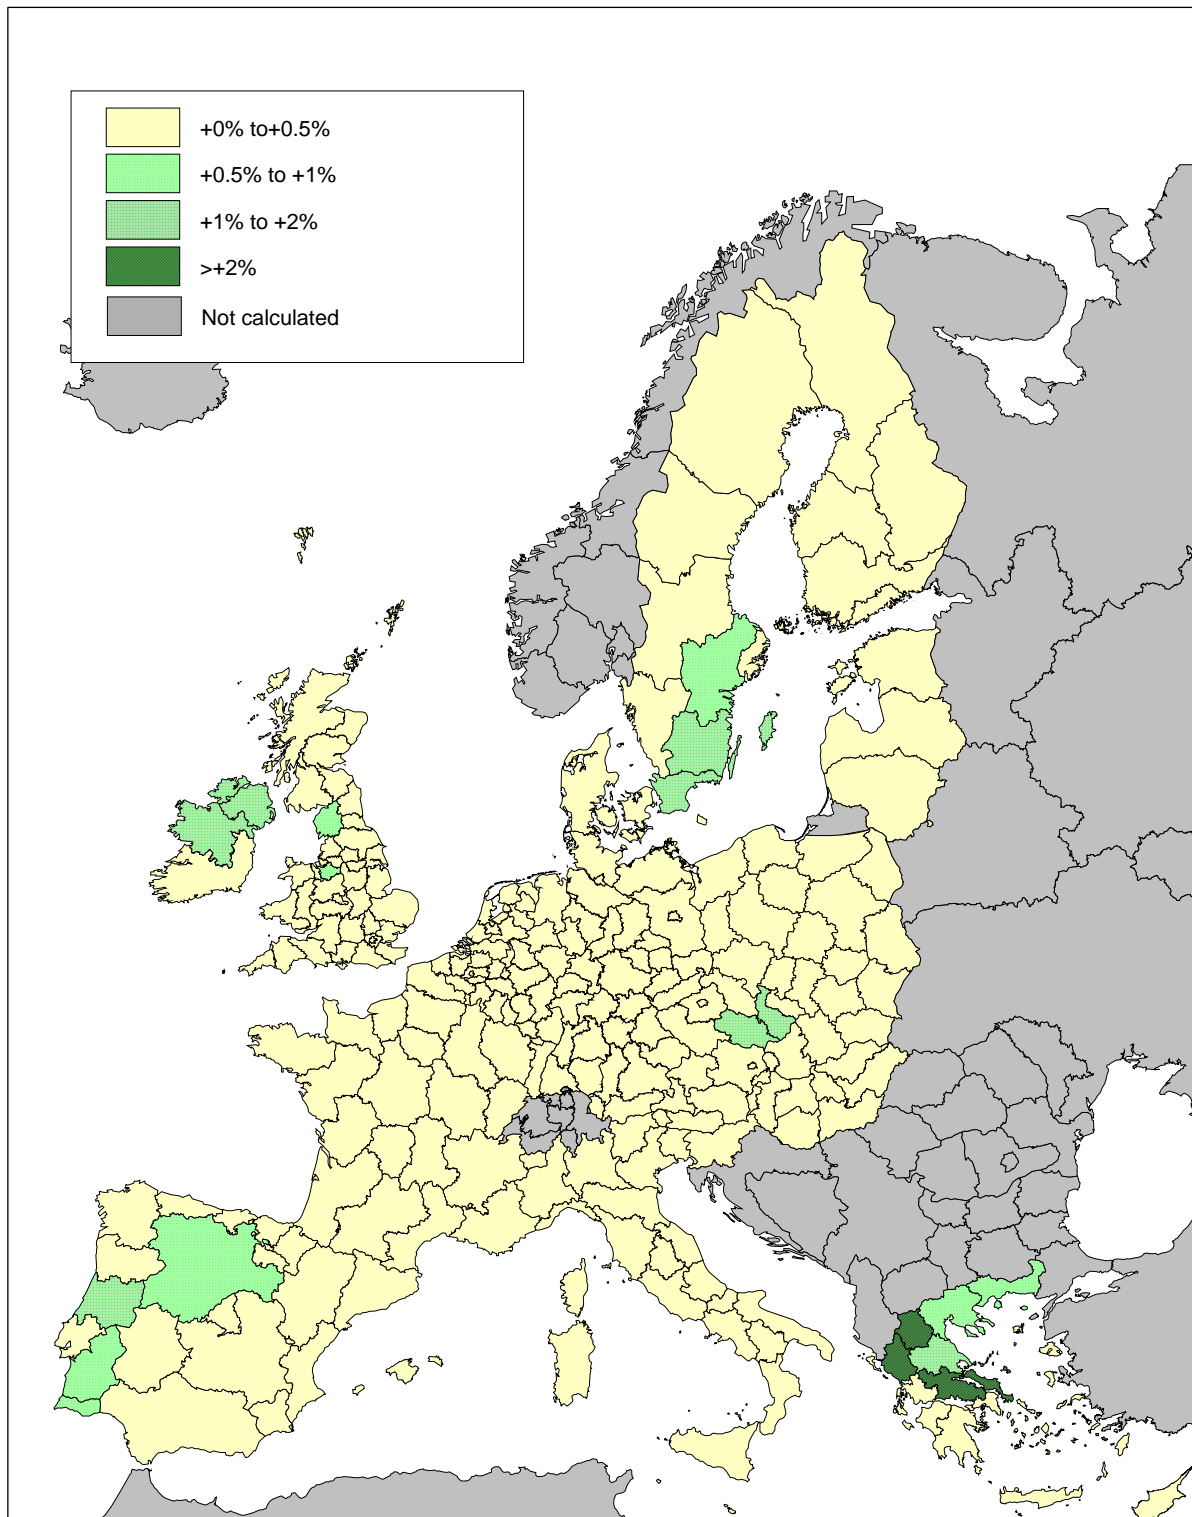 +0% to+0.5%
+0.5% to +1%
+1% to +2%
>+2%
Not calculated